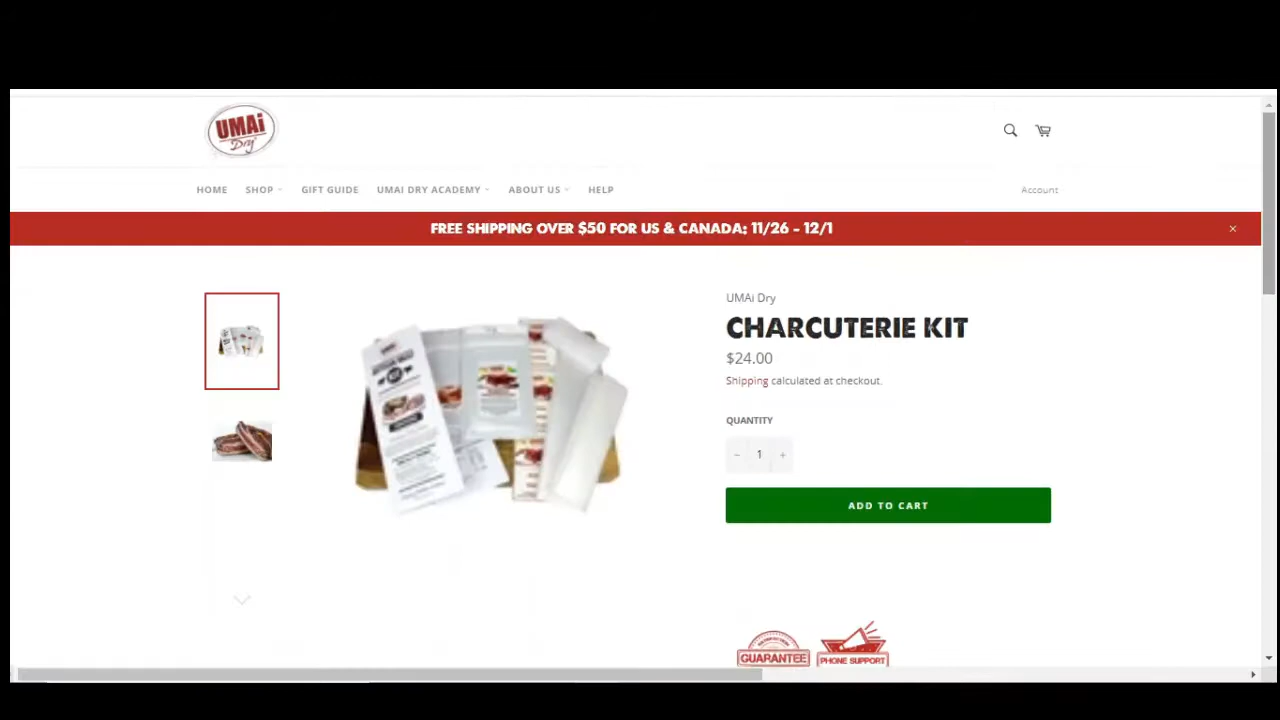 UMAi
Dry
HOME SHOP GIFT GUIDE UMAI DRY ACADEMY ABOUT US HELP
Account
FREE SHIPPING OVER $50 FOR US & CANADA; 11/26 - 12/1
UMAi Dry
CHARCUTERIE KIT
$24.00
Shipping calculated at checkout.
QUANTITY
− 1 +
ADD TO CART
GUARANTEE
PHONE SUPPORT